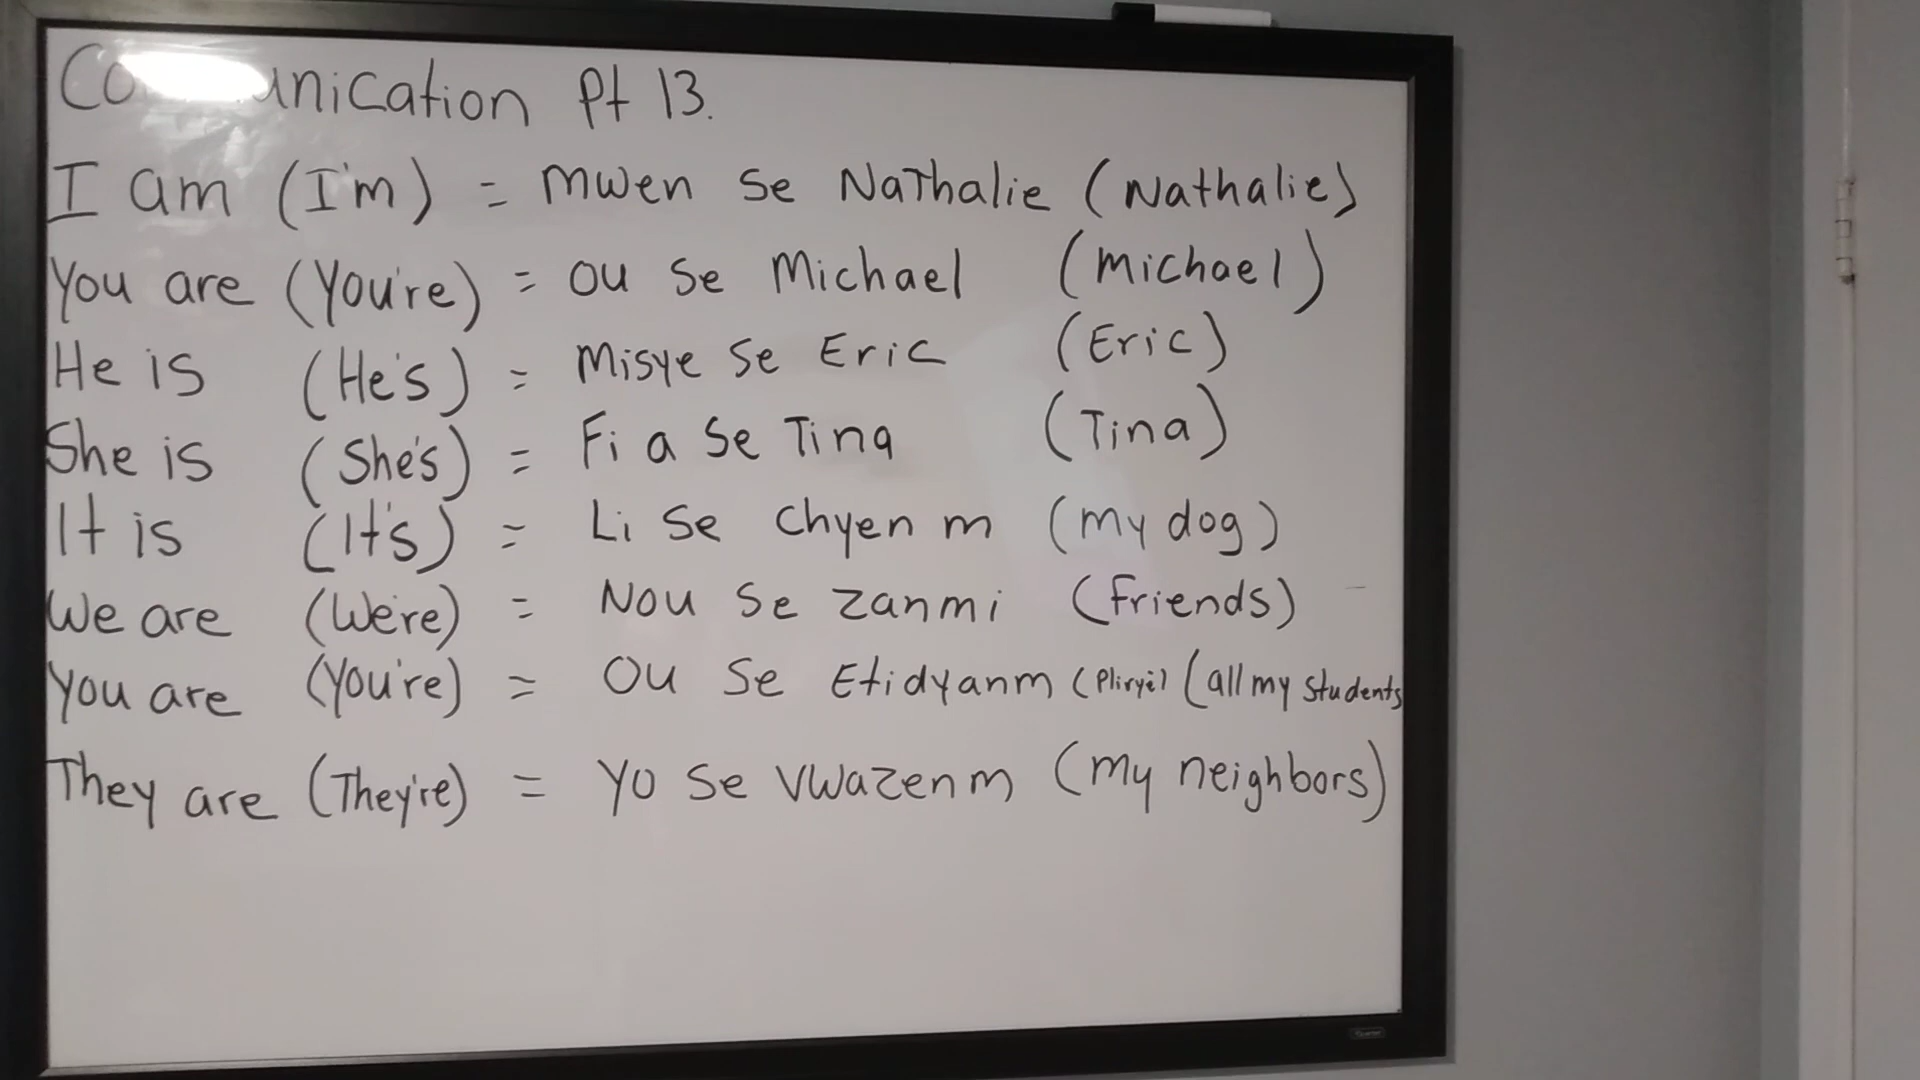 Communication Pt 13.
I am (I'm) = Mwen se Nathalie (Nathalie)
You are (You're) = ou se Michael (Michael)
He is (He's) = Misye se Eric (Eric)
She is (She's) = Fi a se Tina (Tina)
It is (It's) = Li se chyen m (my dog)
We are (We're) = Nou se zanmi (friends)
You are (You're) = Ou se Etidyanm (Pliryèl) (all my students
They are (They're) = Yo se vwazenm (my neighbors)